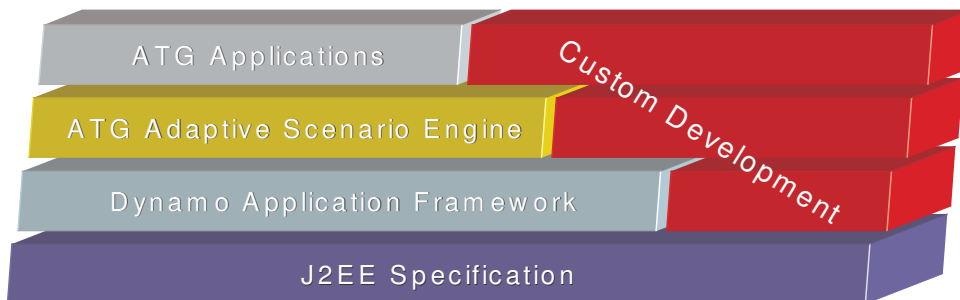 ATG Applications
Custom Development
ATG Adaptive Scenario Engine
Dynamo Application Framework
J2EE Specification